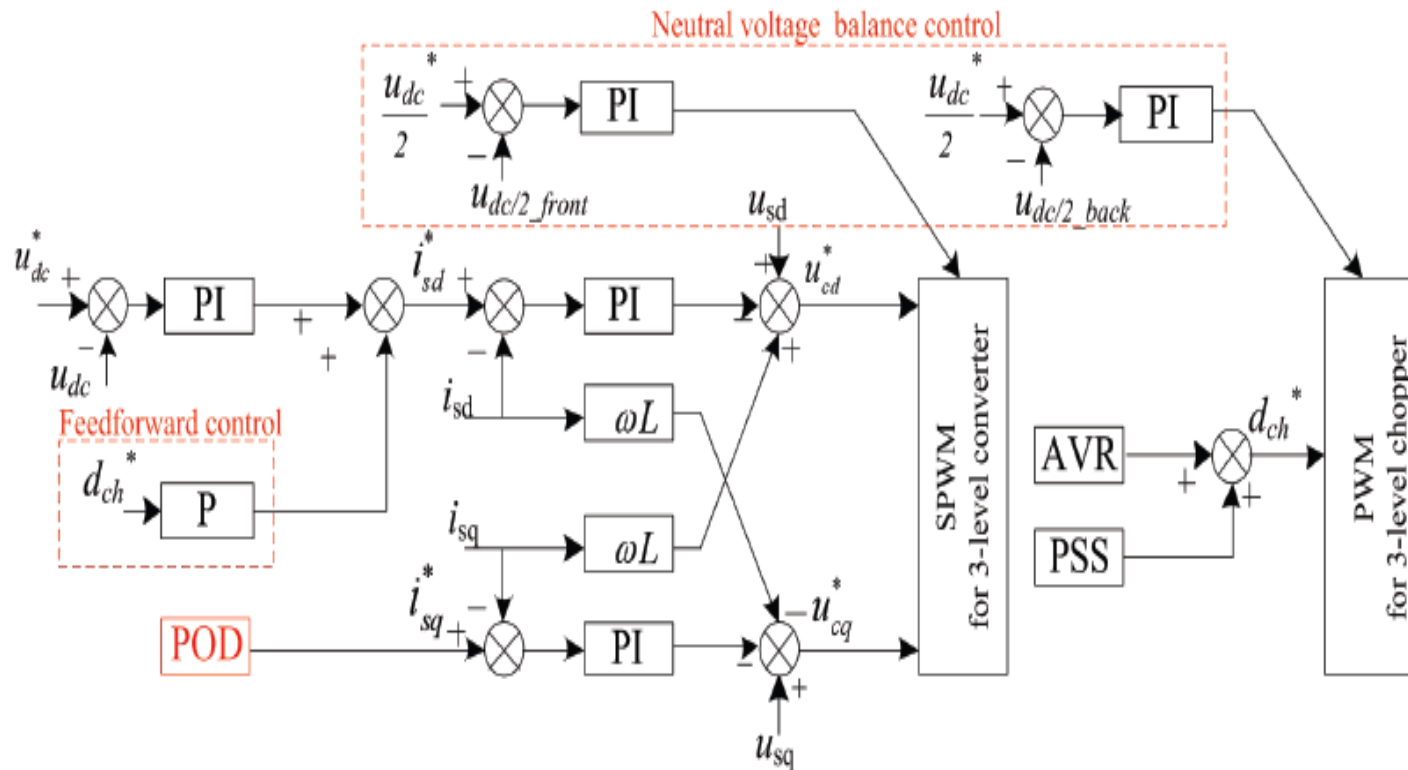 Neutral voltage balance control
u_dc^*/2 + − PI
u_dc/2_front
u_dc^*/2 + − PI
u_dc/2_back
u_sd
u_dc^* + − PI + +
u_dc
i_sd^* + − PI − + + u_cd^*
i_sd ωL
Feedforward control
d_ch^* P
i_sq ωL
POD i_sq^* + − PI − − + u_cq^*
u_sq
SPWM
for 3-level converter
AVR + + d_ch^*
PSS
PWM
for 3-level chopper